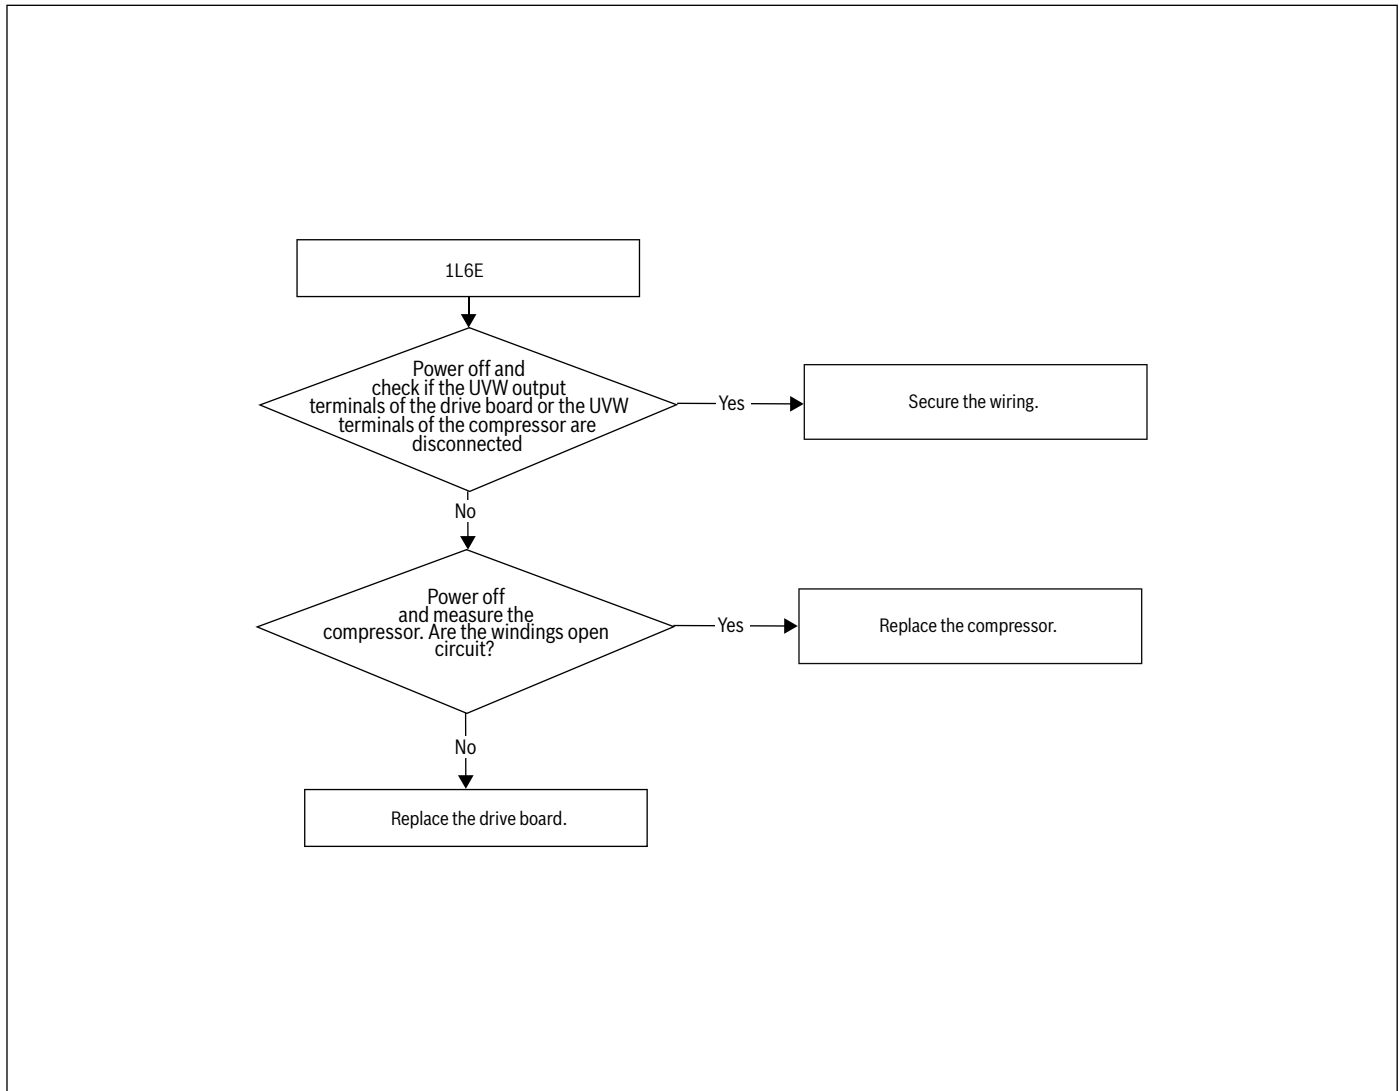 1L6E
Power off and
check if the UVW output
terminals of the drive board or the UVW
terminals of the compressor are
disconnected
Yes
Secure the wiring.
No
Power off
and measure the
compressor. Are the windings open
circuit?
Yes
Replace the compressor.
No
Replace the drive board.